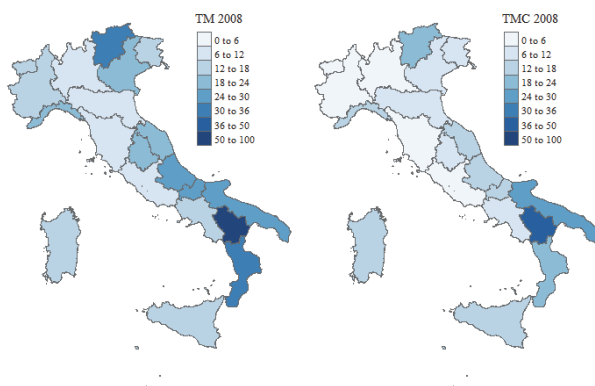 TM 2008
0 to 6
6 to 12
12 to 18
18 to 24
24 to 30
30 to 36
36 to 50
50 to 100
TMC 2008
0 to 6
6 to 12
12 to 18
18 to 24
24 to 30
30 to 36
36 to 50
50 to 100